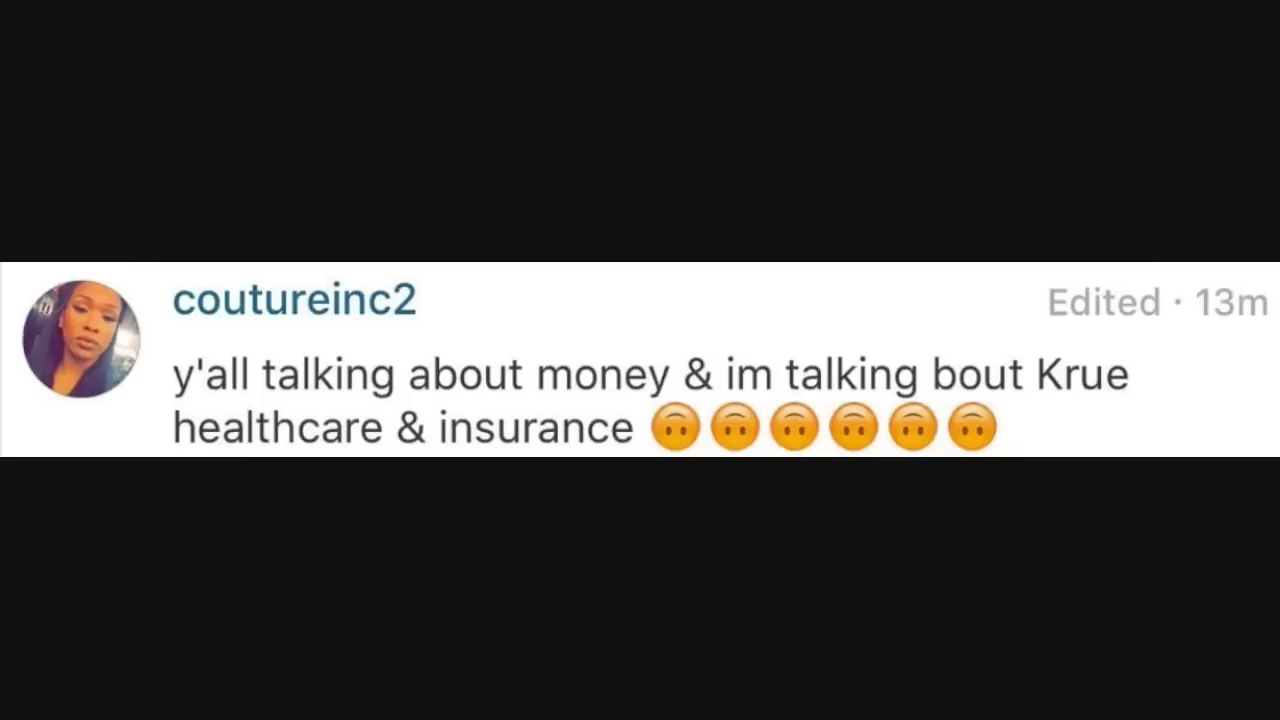 coutureinc2
Edited · 13m
y'all talking about money & im talking bout Krue
healthcare & insurance 🙃🙃🙃🙃🙃🙃